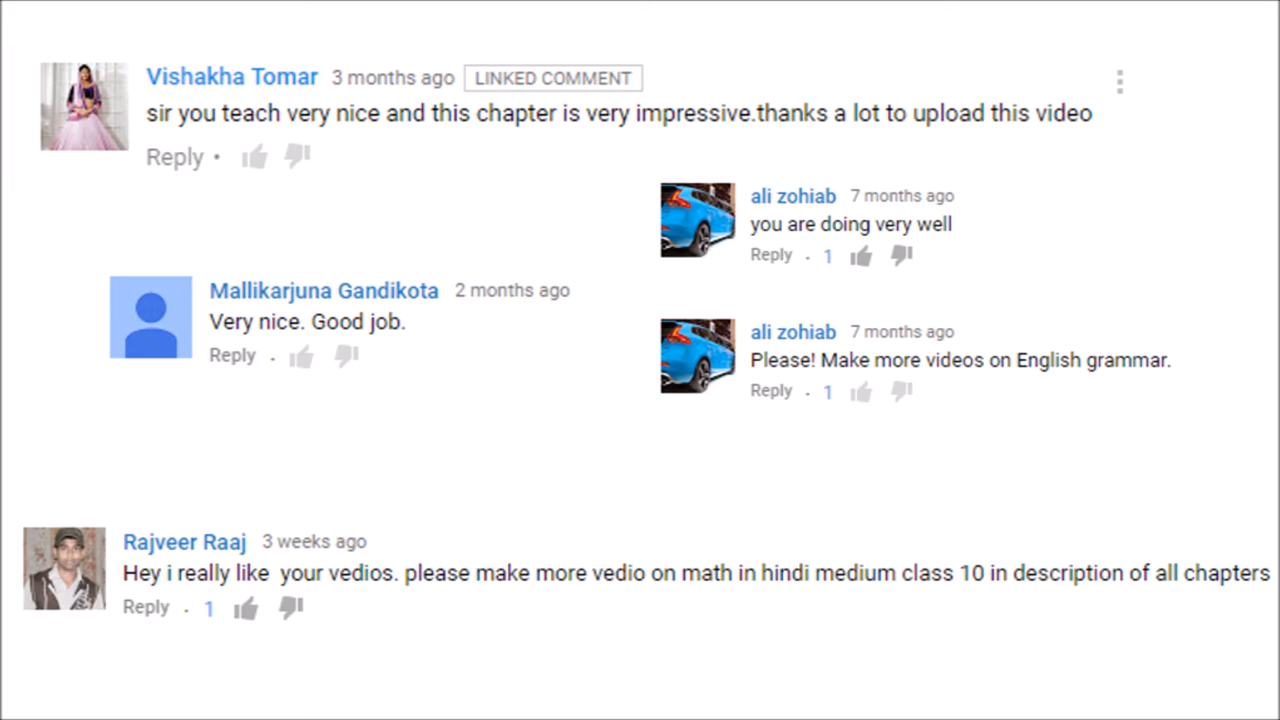 Vishakha Tomar 3 months ago LINKED COMMENT
sir you teach very nice and this chapter is very impressive.thanks a lot to upload this video
Reply •
ali zohiab 7 months ago
you are doing very well
Reply . 1
Mallikarjuna Gandikota 2 months ago
Very nice. Good job.
Reply .
ali zohiab 7 months ago
Please! Make more videos on English grammar.
Reply . 1
Rajveer Raaj 3 weeks ago
Hey i really like  your vedios. please make more vedio on math in hindi medium class 10 in description of all chapters
Reply . 1